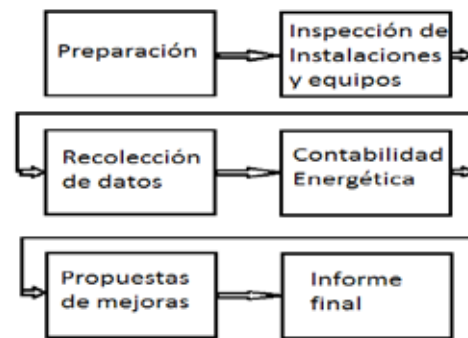 Preparación
Inspección de
Instalaciones
y equipos
Recolección
de datos
Contabilidad
Energética
Propuestas
de mejoras
Informe
final